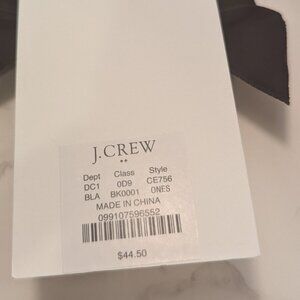 J.CREW
Dept Class Style
DC1 0D9 CE756
BLA BK0001 ONES
MADE IN CHINA
099107596552
$44.50